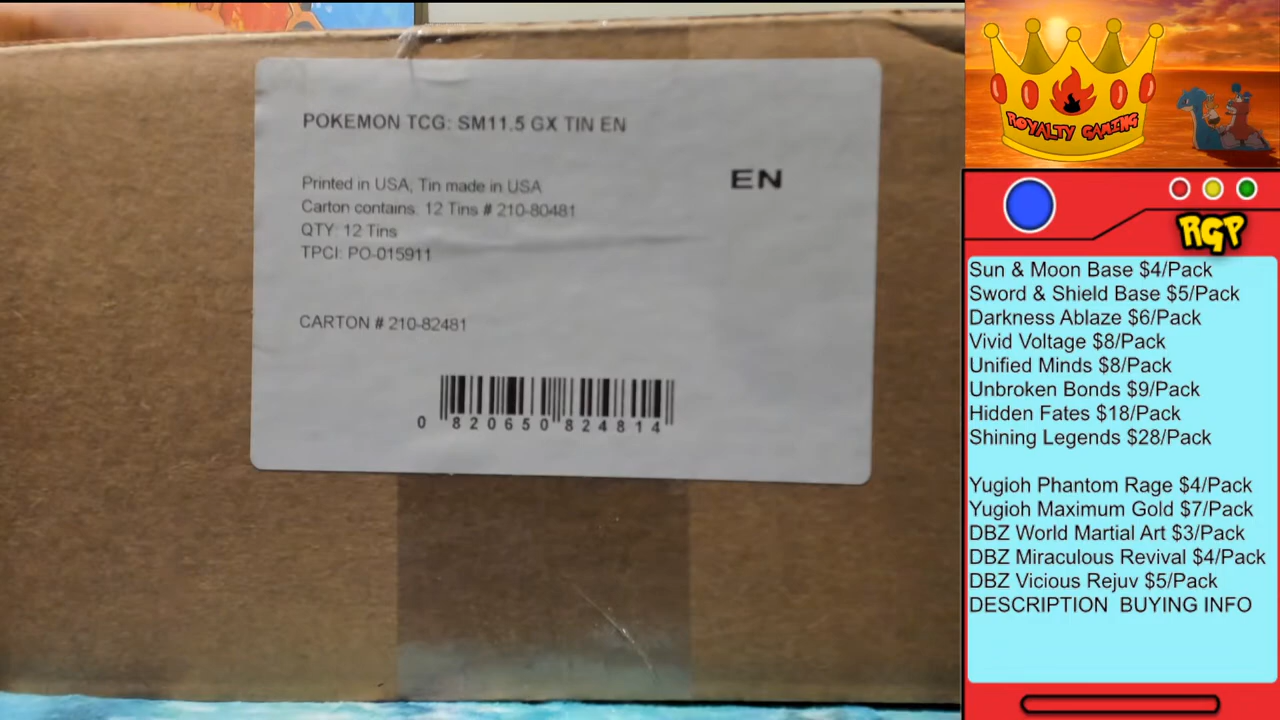 POKEMON TCG: SM11.5 GX TIN EN
EN
Printed in USA, Tin made in USA
Carton contains: 12 Tins # 210-80481
QTY: 12 Tins
TPCI: PO-015911
CARTON # 210-82481
0 820650 824814
ROYALTY GAMING
RGP
Sun & Moon Base $4/Pack
Sword & Shield Base $5/Pack
Darkness Ablaze $6/Pack
Vivid Voltage $8/Pack
Unified Minds $8/Pack
Unbroken Bonds $9/Pack
Hidden Fates $18/Pack
Shining Legends $28/Pack
Yugioh Phantom Rage $4/Pack
Yugioh Maximum Gold $7/Pack
DBZ World Martial Art $3/Pack
DBZ Miraculous Revival $4/Pack
DBZ Vicious Rejuv $5/Pack
DESCRIPTION BUYING INFO